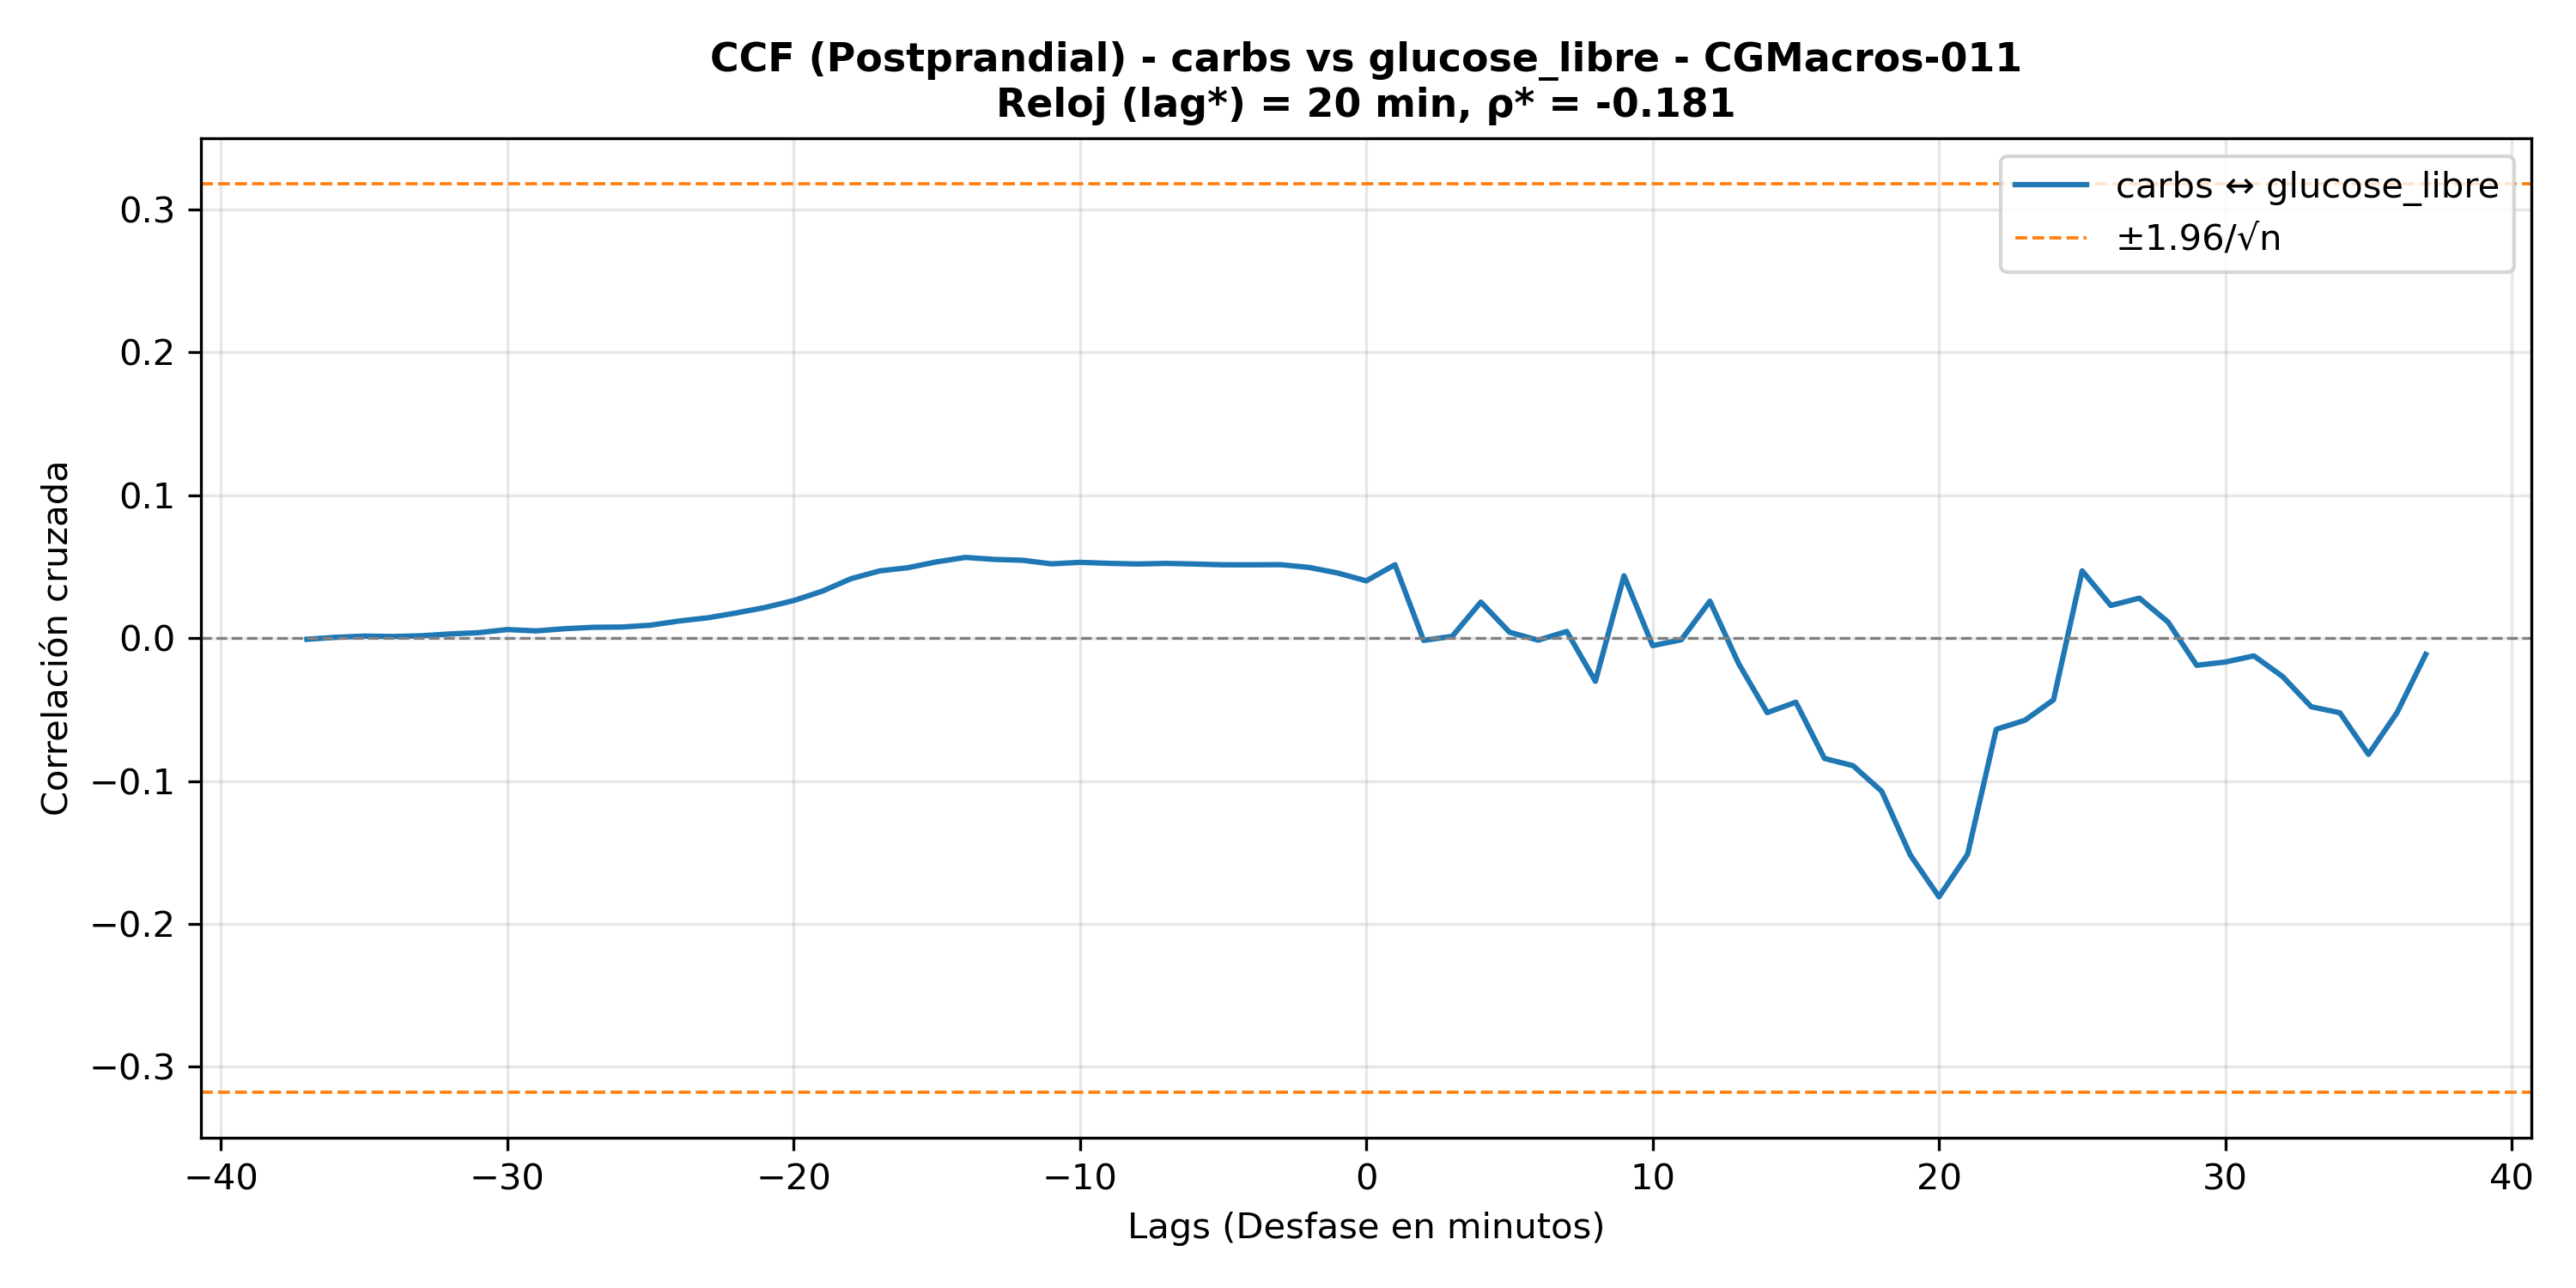 CCF (Postprandial) - carbs vs glucose_libre - CGMacros-011
Reloj (lag*) = 20 min, ρ* = -0.181
carbs ↔ glucose_libre
±1.96/√n
Correlación cruzada
0.3
0.2
0.1
0.0
−0.1
−0.2
−0.3
−40 −30 −20 −10 0 10 20 30 40
Lags (Desfase en minutos)